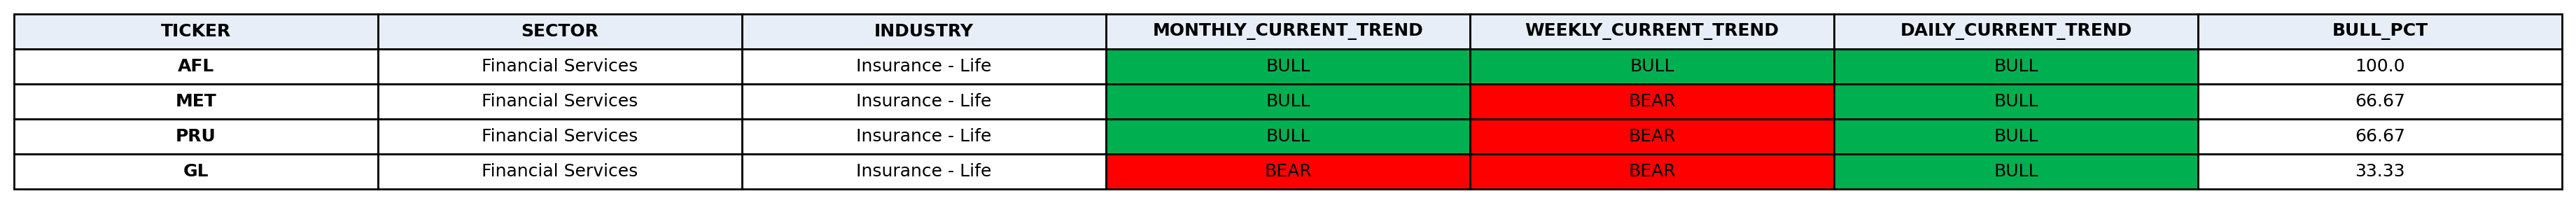 TICKER SECTOR INDUSTRY MONTHLY_CURRENT_TREND WEEKLY_CURRENT_TREND DAILY_CURRENT_TREND BULL_PCT
AFL Financial Services Insurance - Life BULL BULL BULL 100.0
MET Financial Services Insurance - Life BULL BEAR BULL 66.67
PRU Financial Services Insurance - Life BULL BEAR BULL 66.67
GL Financial Services Insurance - Life BEAR BEAR BULL 33.33